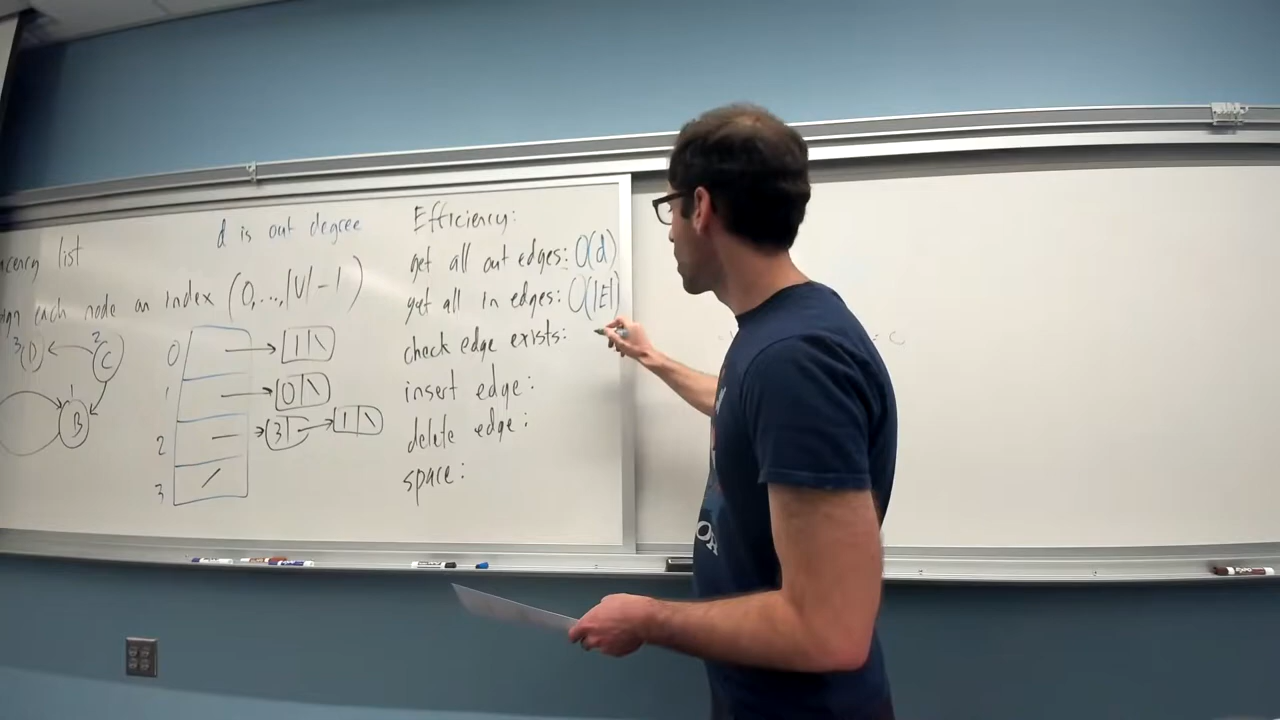 d is out degree
list
each node an index (0,...,|V|-1)
3 D
2 C
1 B
0
1
2
3
1
0
3
1
Efficiency:
get all out edges: O(d)
get all in edges: O(|E|)
check edge exists:
insert edge:
delete edge:
space: